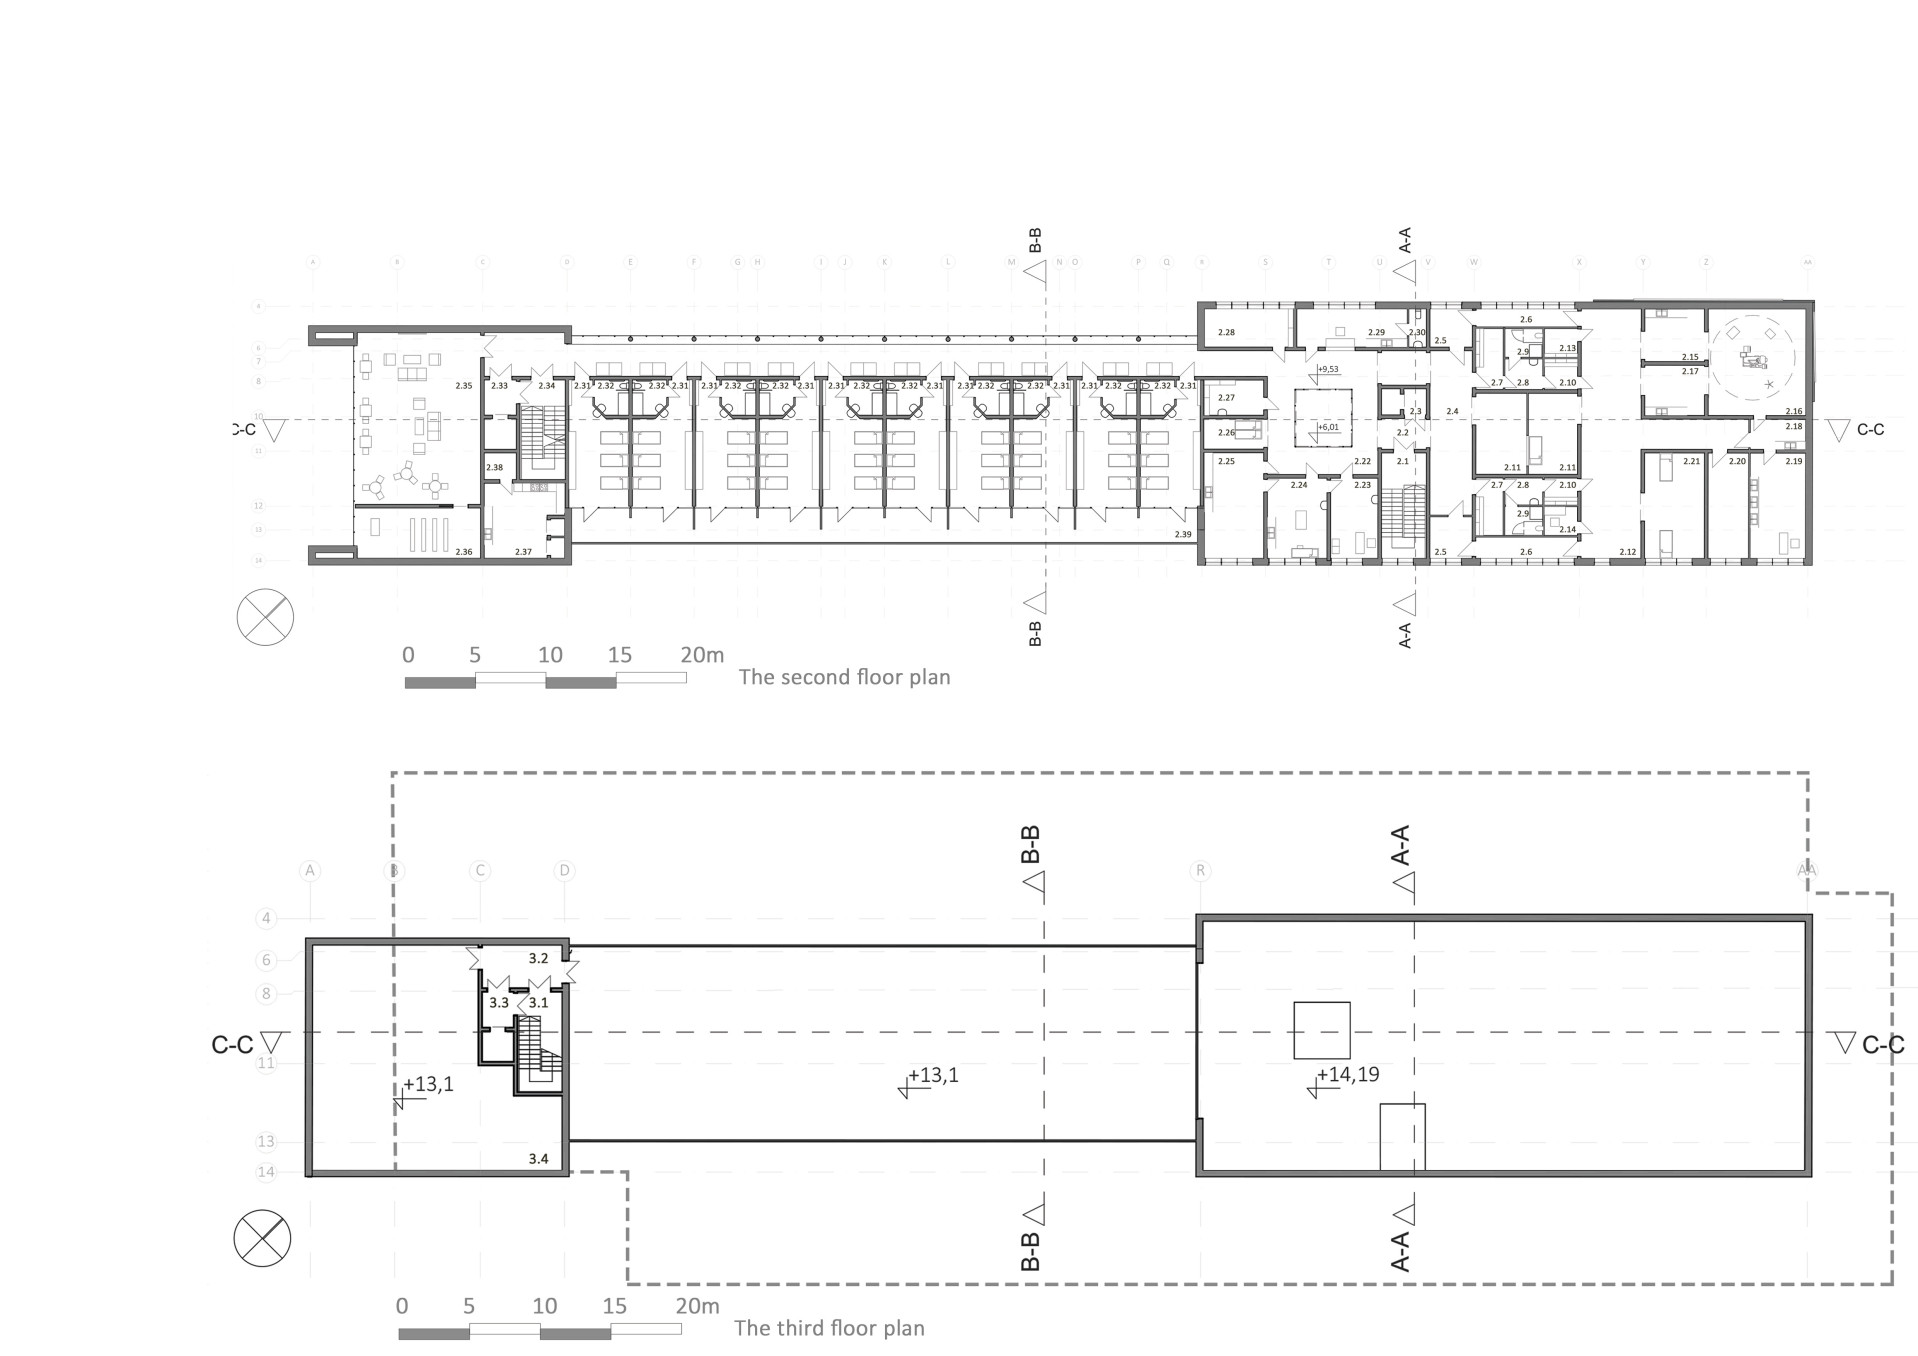 B-B A-A
A B C D E F G H I J K L M N O P Q R S T U V W X Y Z AA
4
6
7
8
10
11
12
13
14
2.28 2.29 2.30 2.5 2.6
2.9 2.13 2.15
2.35 2.33 2.34 2.31 2.32 2.32 2.31 2.31 2.32 2.32 2.31 2.31 2.32 2.32 2.31 2.31 2.32 2.32 2.31 2.31 2.32 2.32 2.31
+9,53
2.7 2.8 2.10 2.17
2.27 2.3 2.4 2.16
C-C C-C
2.26 +6,01 2.2 2.18
2.38 2.25 2.22 2.1 2.11 2.11 2.21 2.20 2.19
2.24 2.23 2.7 2.8 2.10
2.9 2.14
2.39
2.36 2.37 2.5 2.6 2.12
B-B A-A
0 5 10 15 20m
The second floor plan
B-B A-A
A B C D R AA
4
6
8
11
13
14
3.2
3.3 3.1
C-C C-C
+13,1 +13,1 +14,19
3.4
B-B A-A
0 5 10 15 20m
The third floor plan